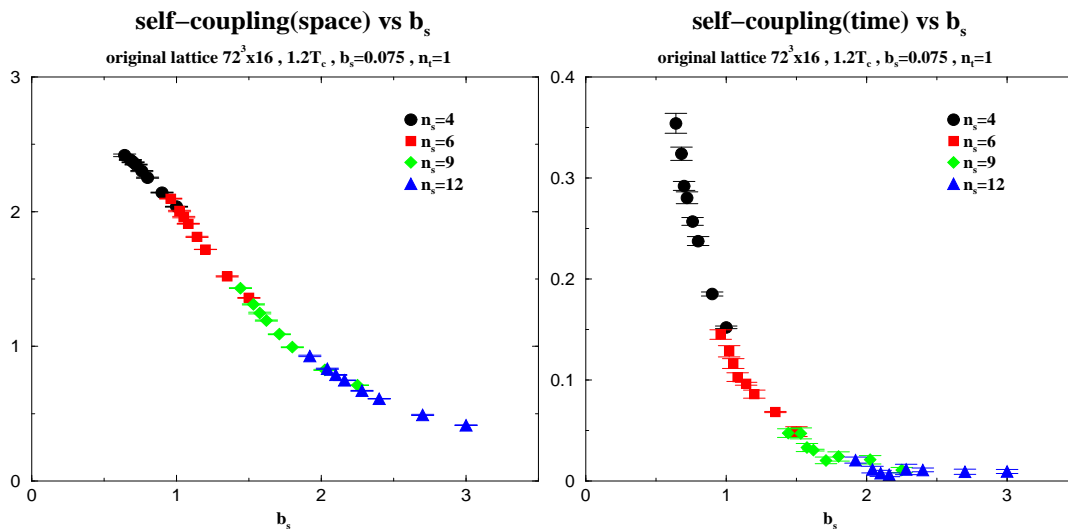 self−coupling(space) vs b_s
original lattice 72^3x16 , 1.2T_c , b_s=0.075 , n_t=1
3
2
1
0
n_s=4
n_s=6
n_s=9
n_s=12
0 1 2 3
b_s
self−coupling(time) vs b_s
original lattice 72^3x16 , 1.2T_c , b_s=0.075 , n_t=1
0.4
0.3
0.2
0.1
0
n_s=4
n_s=6
n_s=9
n_s=12
0 1 2 3
b_s